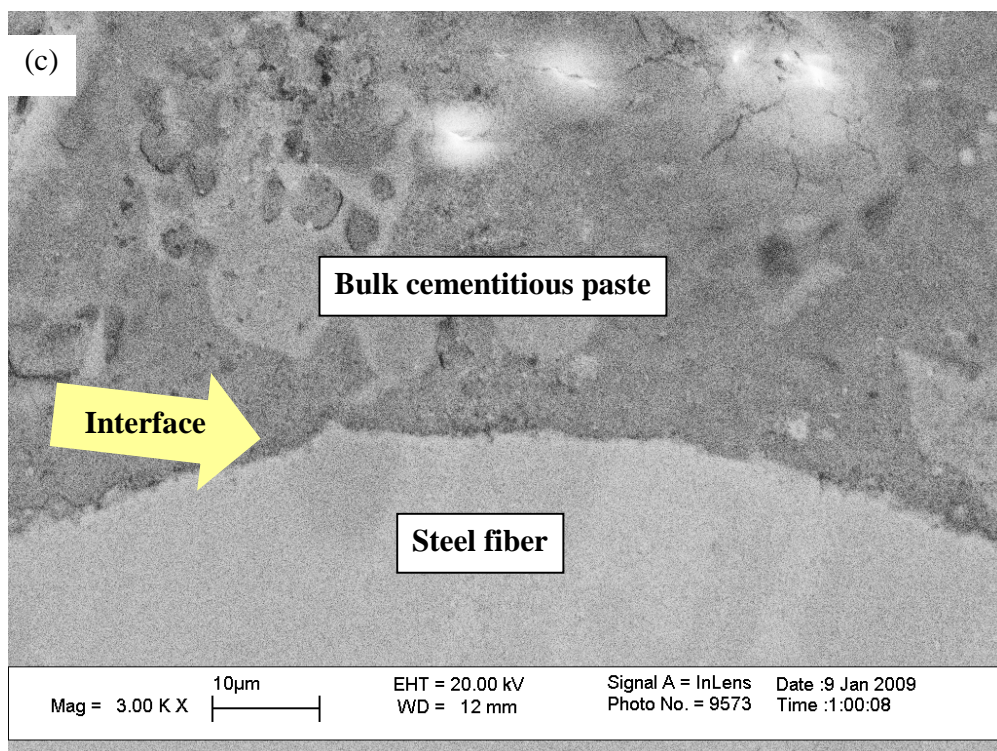 (c)
Bulk cementitious paste
Interface
Steel fiber
Mag = 3.00 K X
10µm
EHT = 20.00 kV
WD = 12 mm
Signal A = InLens
Photo No. = 9573
Date :9 Jan 2009
Time :1:00:08